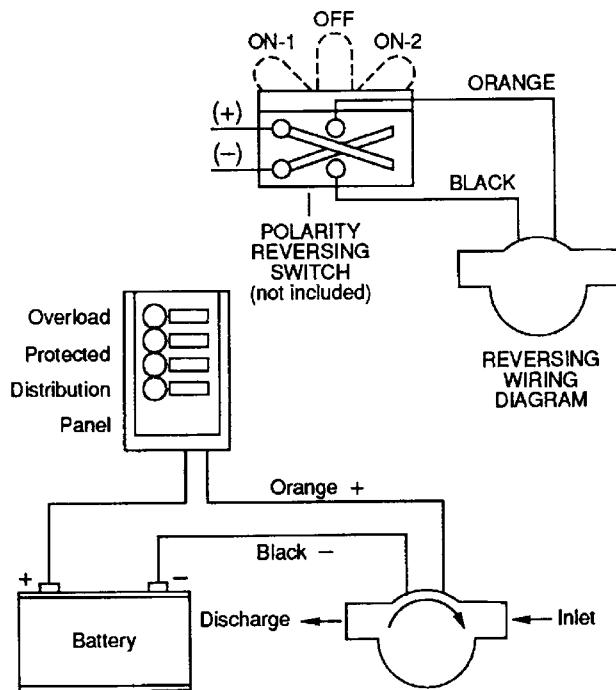 OFF
ON-1
ON-2
ORANGE
(+)
(−)
BLACK
POLARITY
REVERSING
SWITCH
(not included)
REVERSING
WIRING
DIAGRAM
Overload
Protected
Distribution
Panel
Orange +
Black −
+
−
Battery
Discharge
Inlet